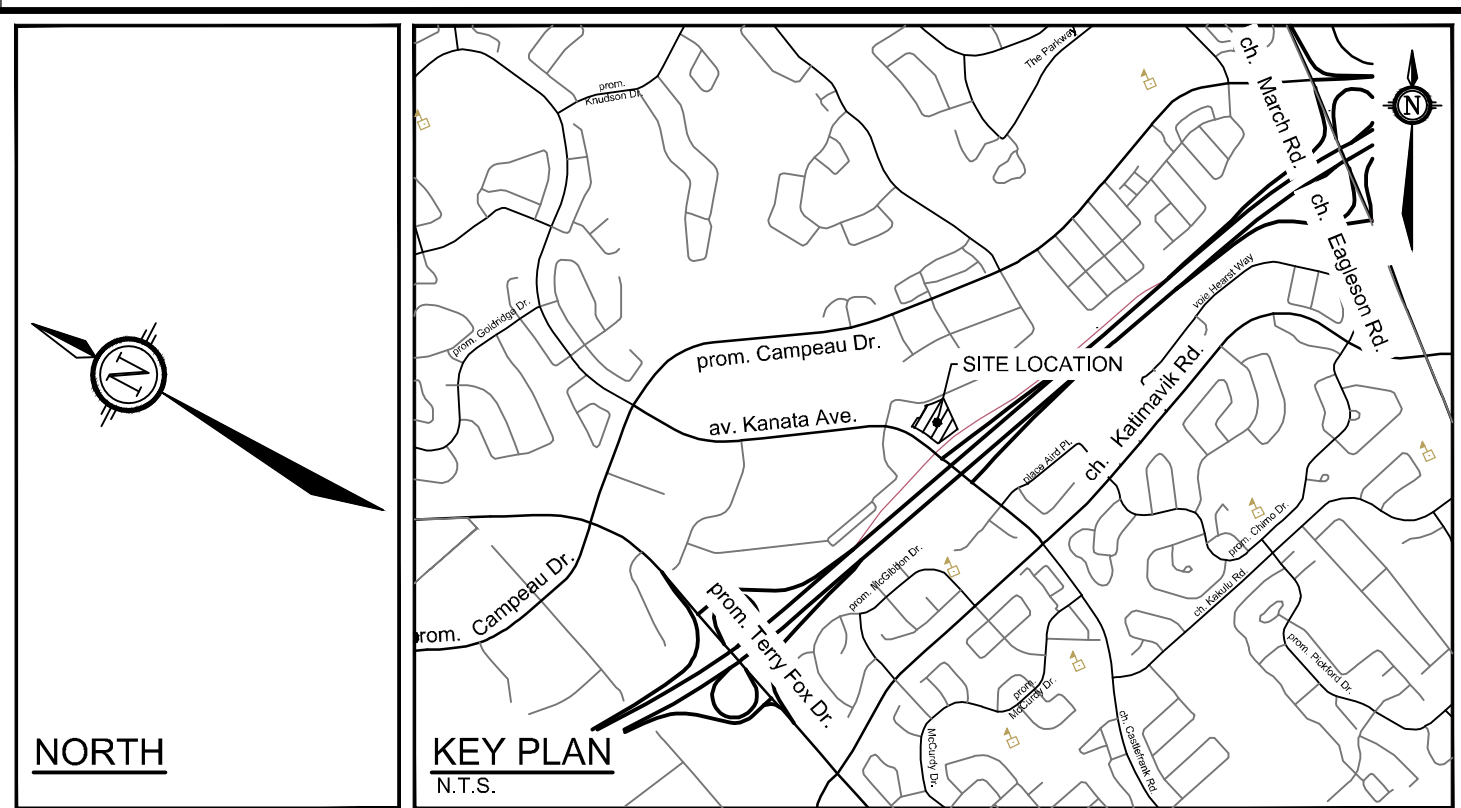 N
NORTH
ch. March Rd.
The Parkway
prom.
Knudson Dr.
N
ch. Eagleson Rd.
voie Hearst Way
prom. Goldridge Dr.
prom. Campeau Dr.
SITE LOCATION
ch. Katimavik Rd.
av. Kanata Ave.
place Aird Pl.
prom. Chimo Dr.
prom. McGibbon Dr.
ch. Kakulu Rd.
prom. Campeau Dr.
prom. Terry Fox Dr.
prom. Pickford Dr.
prom.
McCurdy Dr.
McCurdy Dr.
ch. Castlefrank Rd.
KEY PLAN
N.T.S.